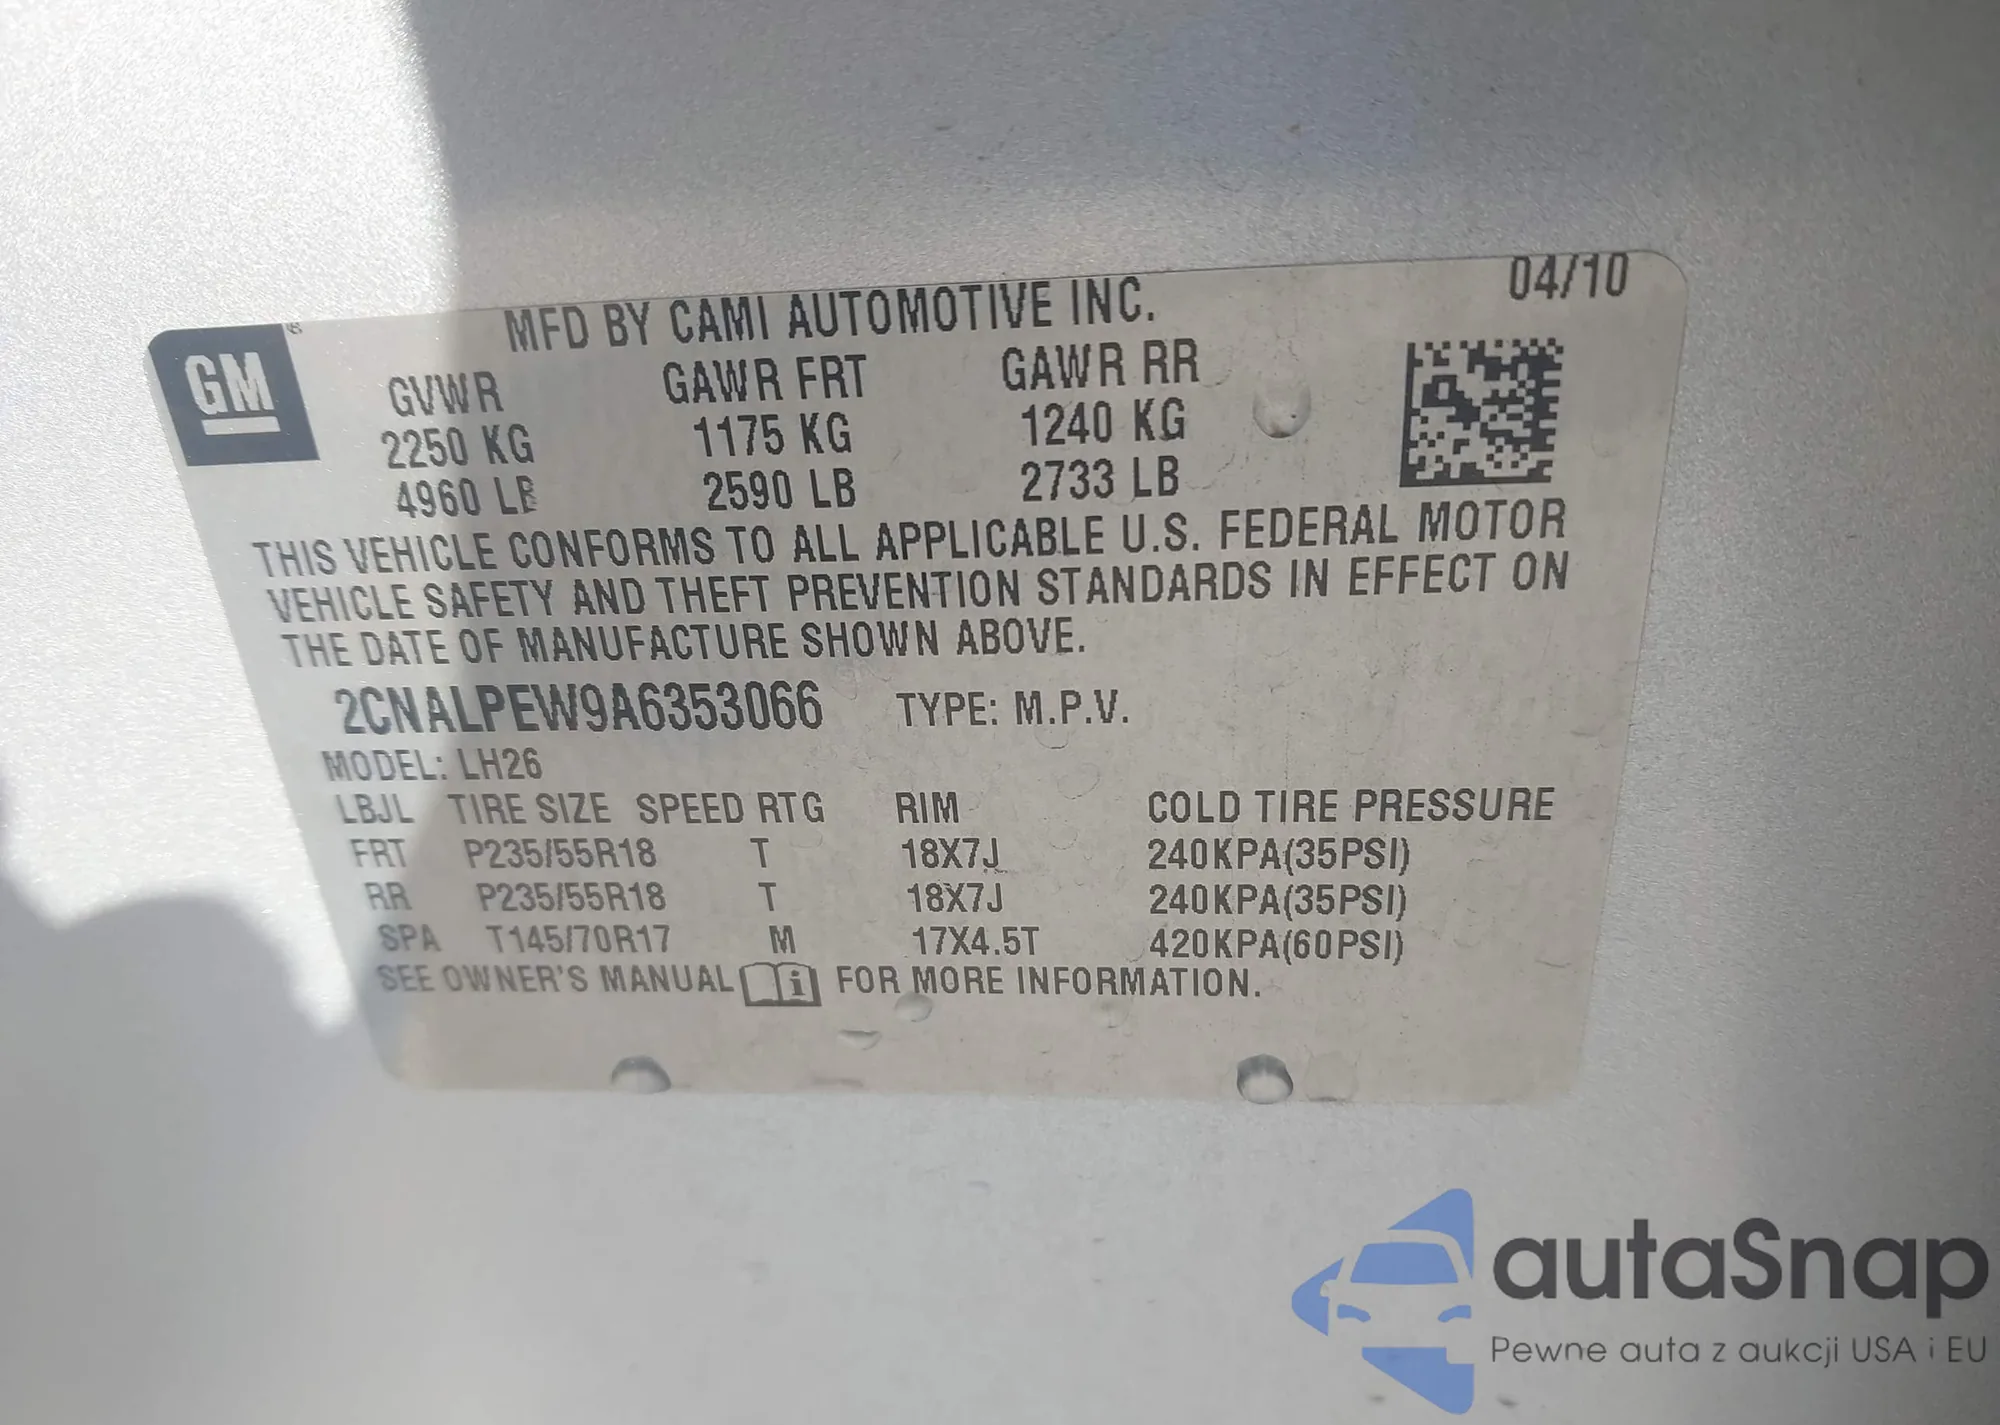 04/10
GM
MFD BY CAMI AUTOMOTIVE INC.
GVWR GAWR FRT GAWR RR
2250 KG 1175 KG 1240 KG
4960 LB 2590 LB 2733 LB
THIS VEHICLE CONFORMS TO ALL APPLICABLE U.S. FEDERAL MOTOR
VEHICLE SAFETY AND THEFT PREVENTION STANDARDS IN EFFECT ON
THE DATE OF MANUFACTURE SHOWN ABOVE.
2CNALPEW9A6353066 TYPE: M.P.V.
MODEL: LH26
LBJL TIRE SIZE SPEED RTG RIM COLD TIRE PRESSURE
FRT P235/55R18 T 18X7J 240KPA(35PSI)
RR P235/55R18 T 18X7J 240KPA(35PSI)
SPA T145/70R17 M 17X4.5T 420KPA(60PSI)
SEE OWNER'S MANUAL i FOR MORE INFORMATION.
autaSnap
Pewne auta z aukcji USA i EU